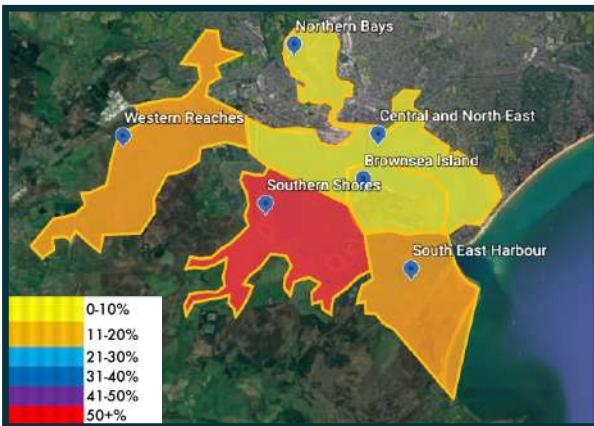 Northern Bays
Western Reaches
Central and North East
Brownsea Island
Southern Shores
South East Harbour
0-10%
11-20%
21-30%
31-40%
41-50%
50+%